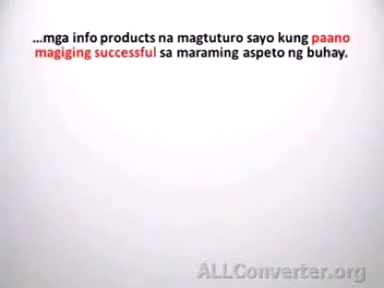 ...mga info products na magtuturo sayo kung paano
magiging successful sa maraming aspeto ng buhay.
ALLConverter.org